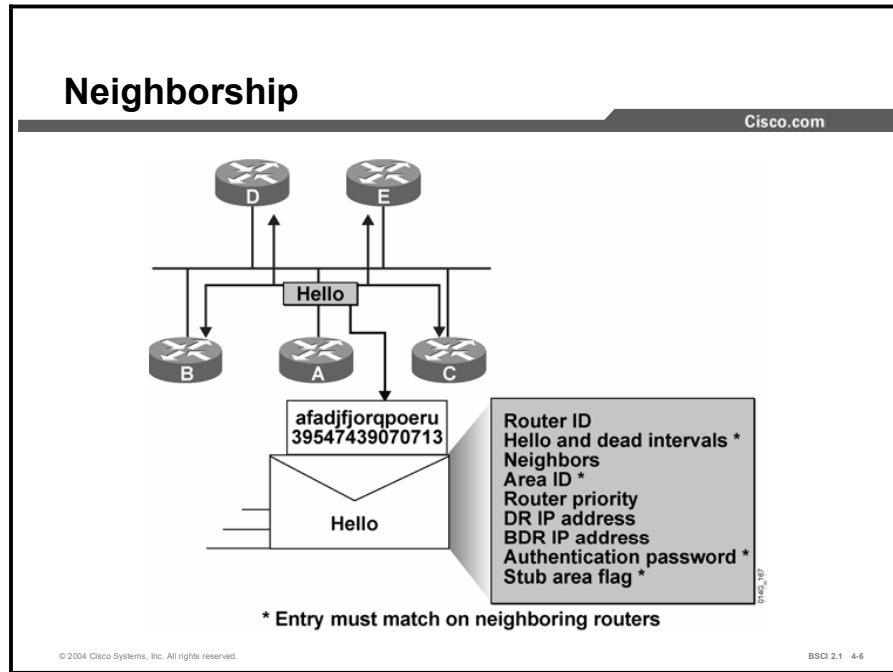 Neighborship
Cisco.com
D
E
Hello
B
A
C
afadjfjorqpoeru
39547439070713
Hello
Router ID
Hello and dead intervals *
Neighbors
Area ID *
Router priority
DR IP address
BDR IP address
Authentication password *
Stub area flag *
014G_167
* Entry must match on neighboring routers
© 2004 Cisco Systems, Inc. All rights reserved.
BSCI 2.1 4-6